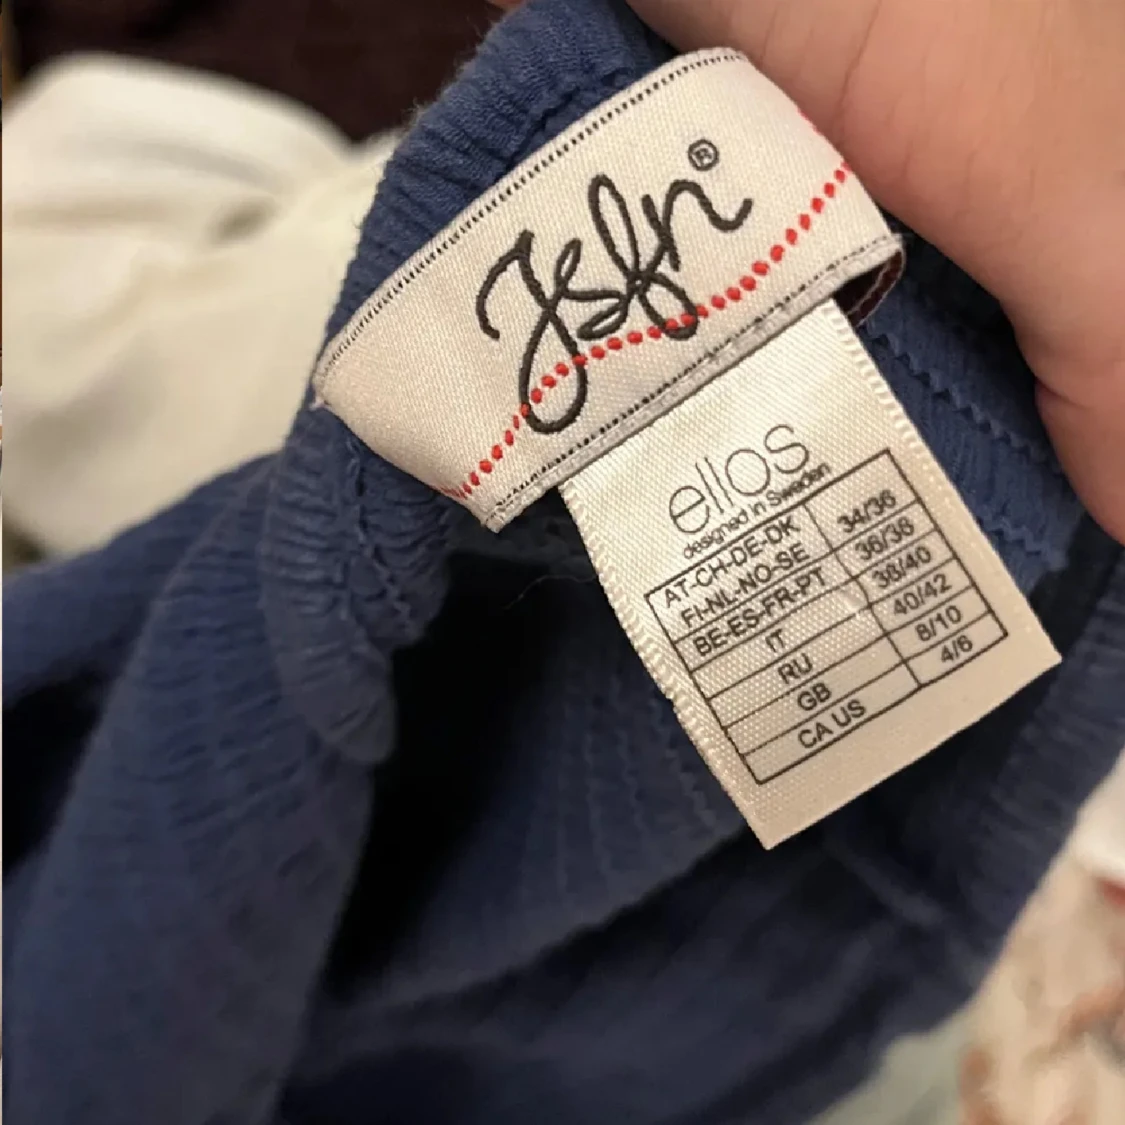 Jsfn®
ellos
designed in Sweden
AT-CH-DE-DK
FI-NL-NO-SE 34/36
BE-ES-FR-PT 36/38
IT 38/40
RU 40/42
GB 8/10
CA US 4/6